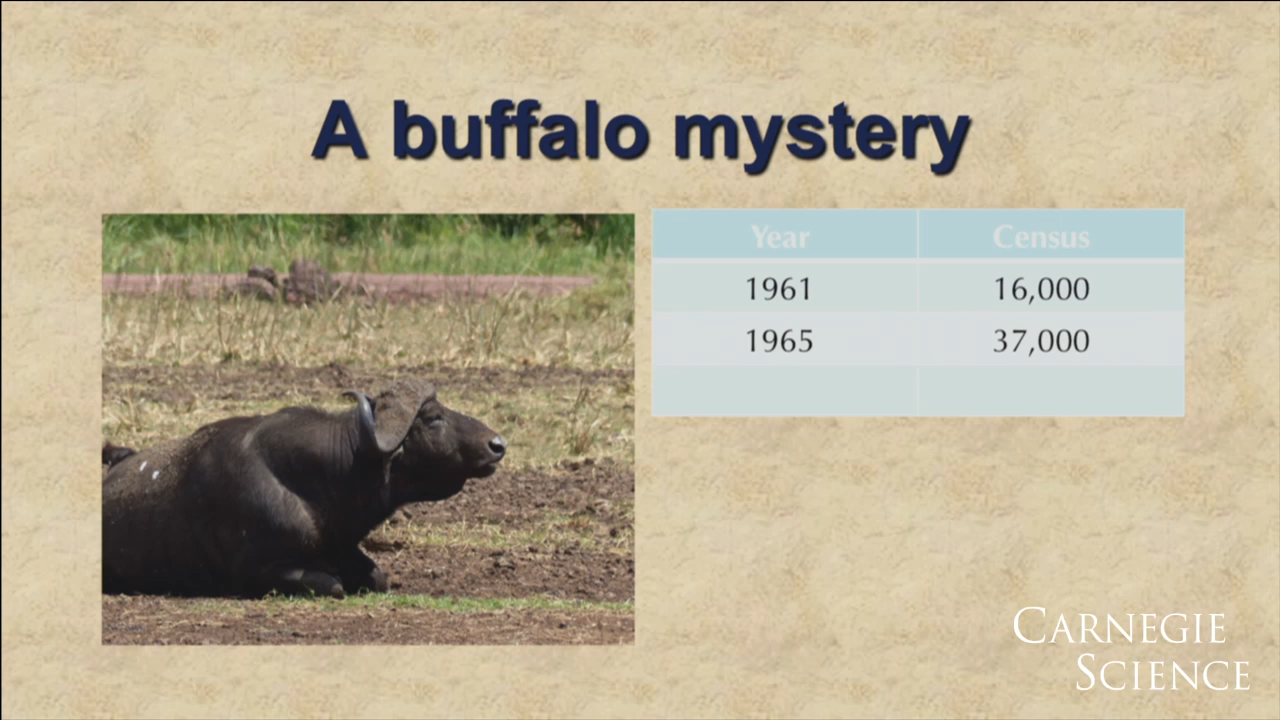 A buffalo mystery
Year Census
1961 16,000
1965 37,000
CARNEGIE
SCIENCE